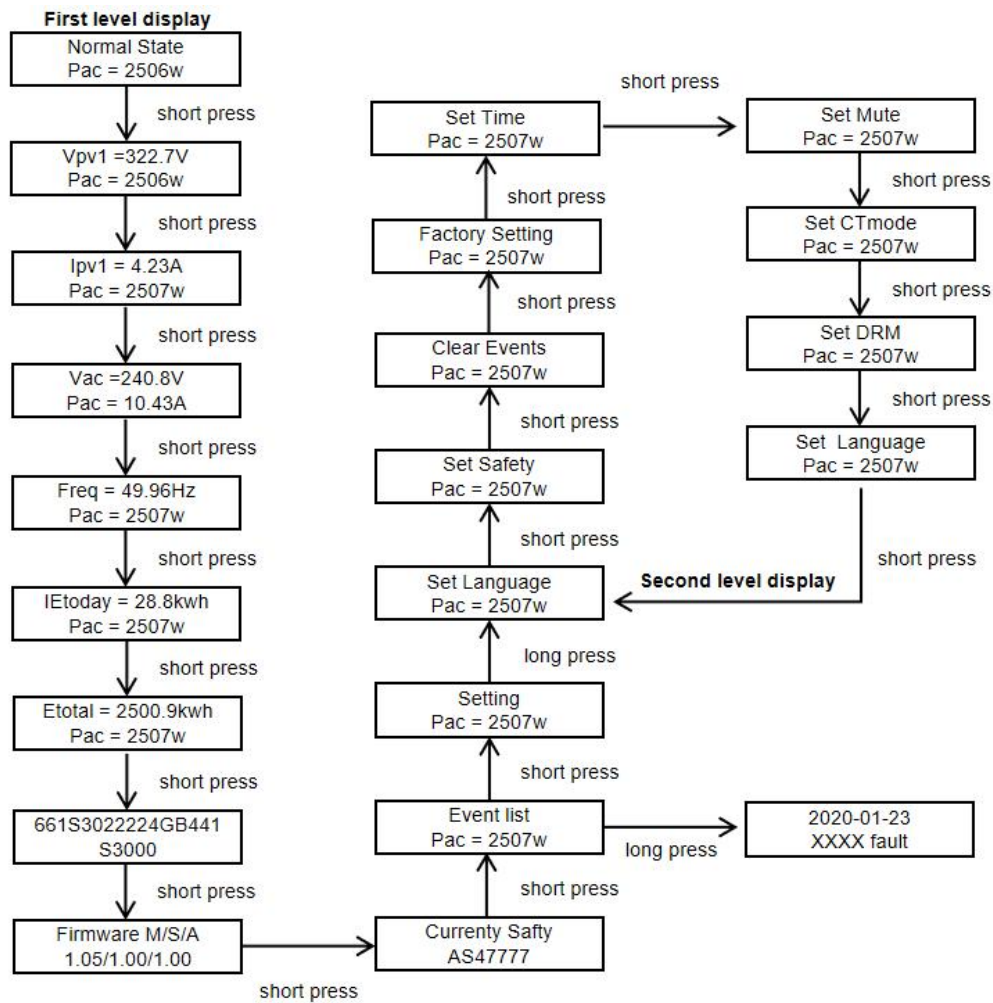 First level display
Normal State
Pac = 2506w
short press
Vpv1 =322.7V
Pac = 2506w
short press
Ipv1 = 4.23A
Pac = 2507w
short press
Vac =240.8V
Pac = 10.43A
short press
Freq = 49.96Hz
Pac = 2507w
short press
IEtoday = 28.8kwh
Pac = 2507w
short press
Etotal = 2500.9kwh
Pac = 2507w
short press
661S3022224GB441
S3000
short press
Firmware M/S/A
1.05/1.00/1.00
short press
Currenty Safty
AS47777
short press
Event list
Pac = 2507w
long press
2020-01-23
XXXX fault
short press
Setting
Pac = 2507w
long press
Set Language
Pac = 2507w
short press
Set Safety
Pac = 2507w
short press
Clear Events
Pac = 2507w
short press
Factory Setting
Pac = 2507w
short press
Set Time
Pac = 2507w
short press
Set Mute
Pac = 2507w
short press
Set CTmode
Pac = 2507w
short press
Set DRM
Pac = 2507w
short press
Set Language
Pac = 2507w
short press
Second level display